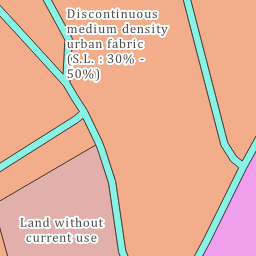 Discontinuous
medium density
urban fabric
(S.L. : 30% -
50%)
Land without
current use